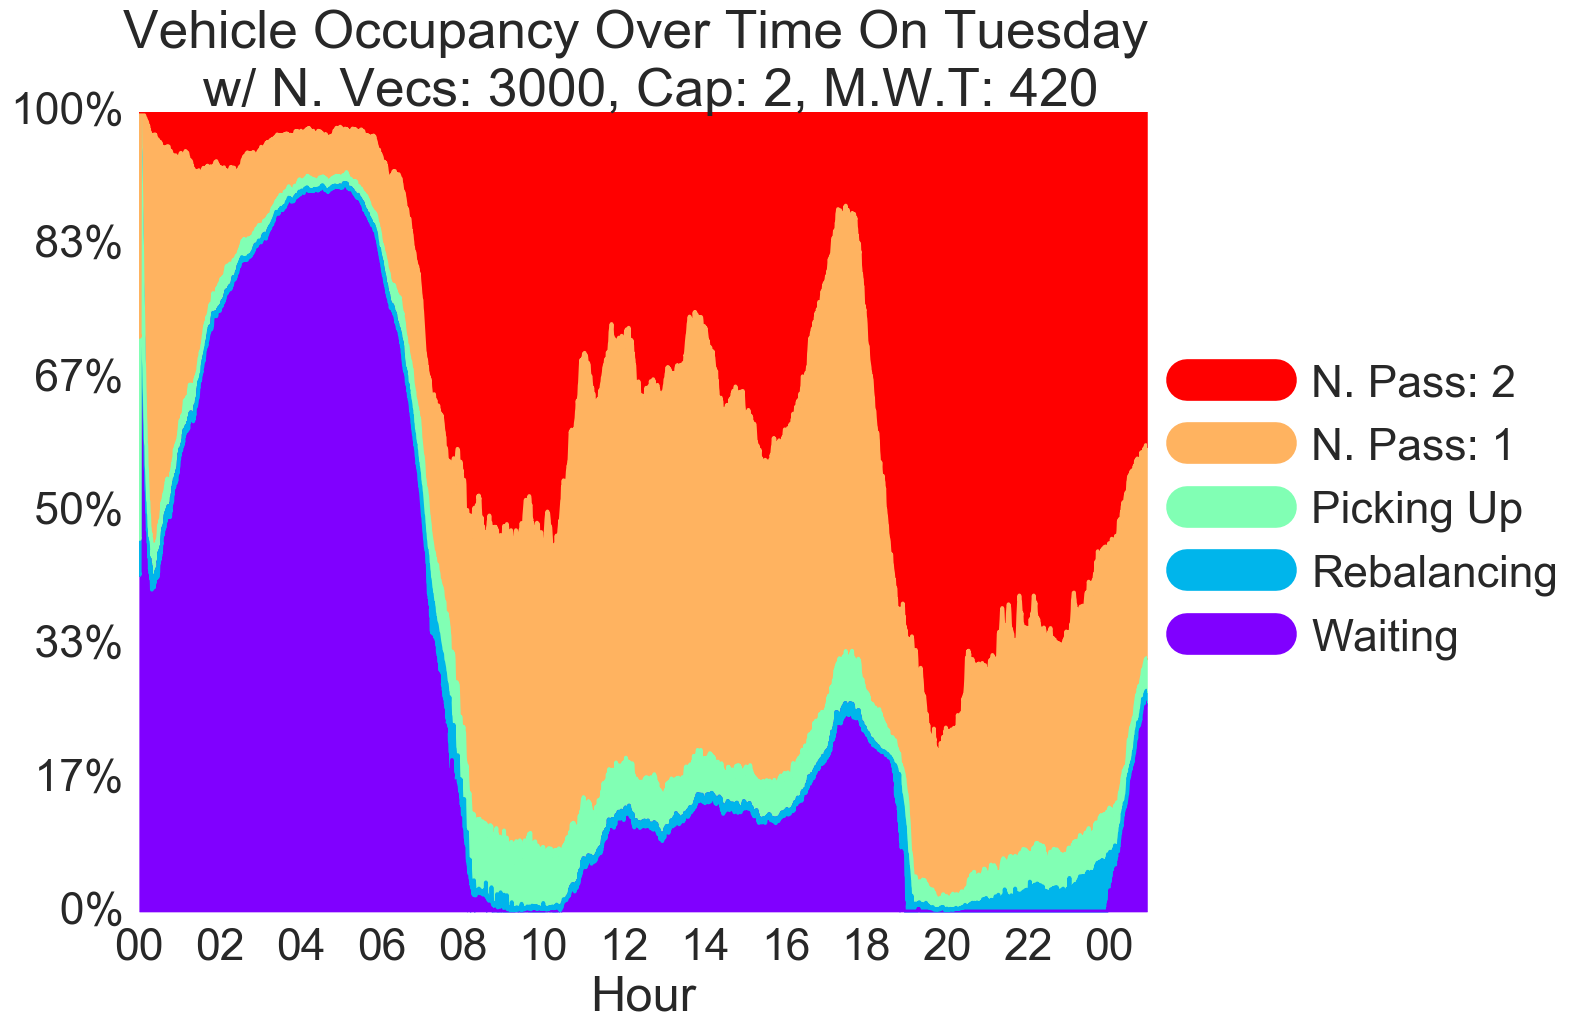 Vehicle Occupancy Over Time On Tuesday
w/ N. Vecs: 3000, Cap: 2, M.W.T: 420
100%
83%
67%
50%
33%
17%
0%
00 02 04 06 08 10 12 14 16 18 20 22 00
Hour
N. Pass: 2
N. Pass: 1
Picking Up
Rebalancing
Waiting